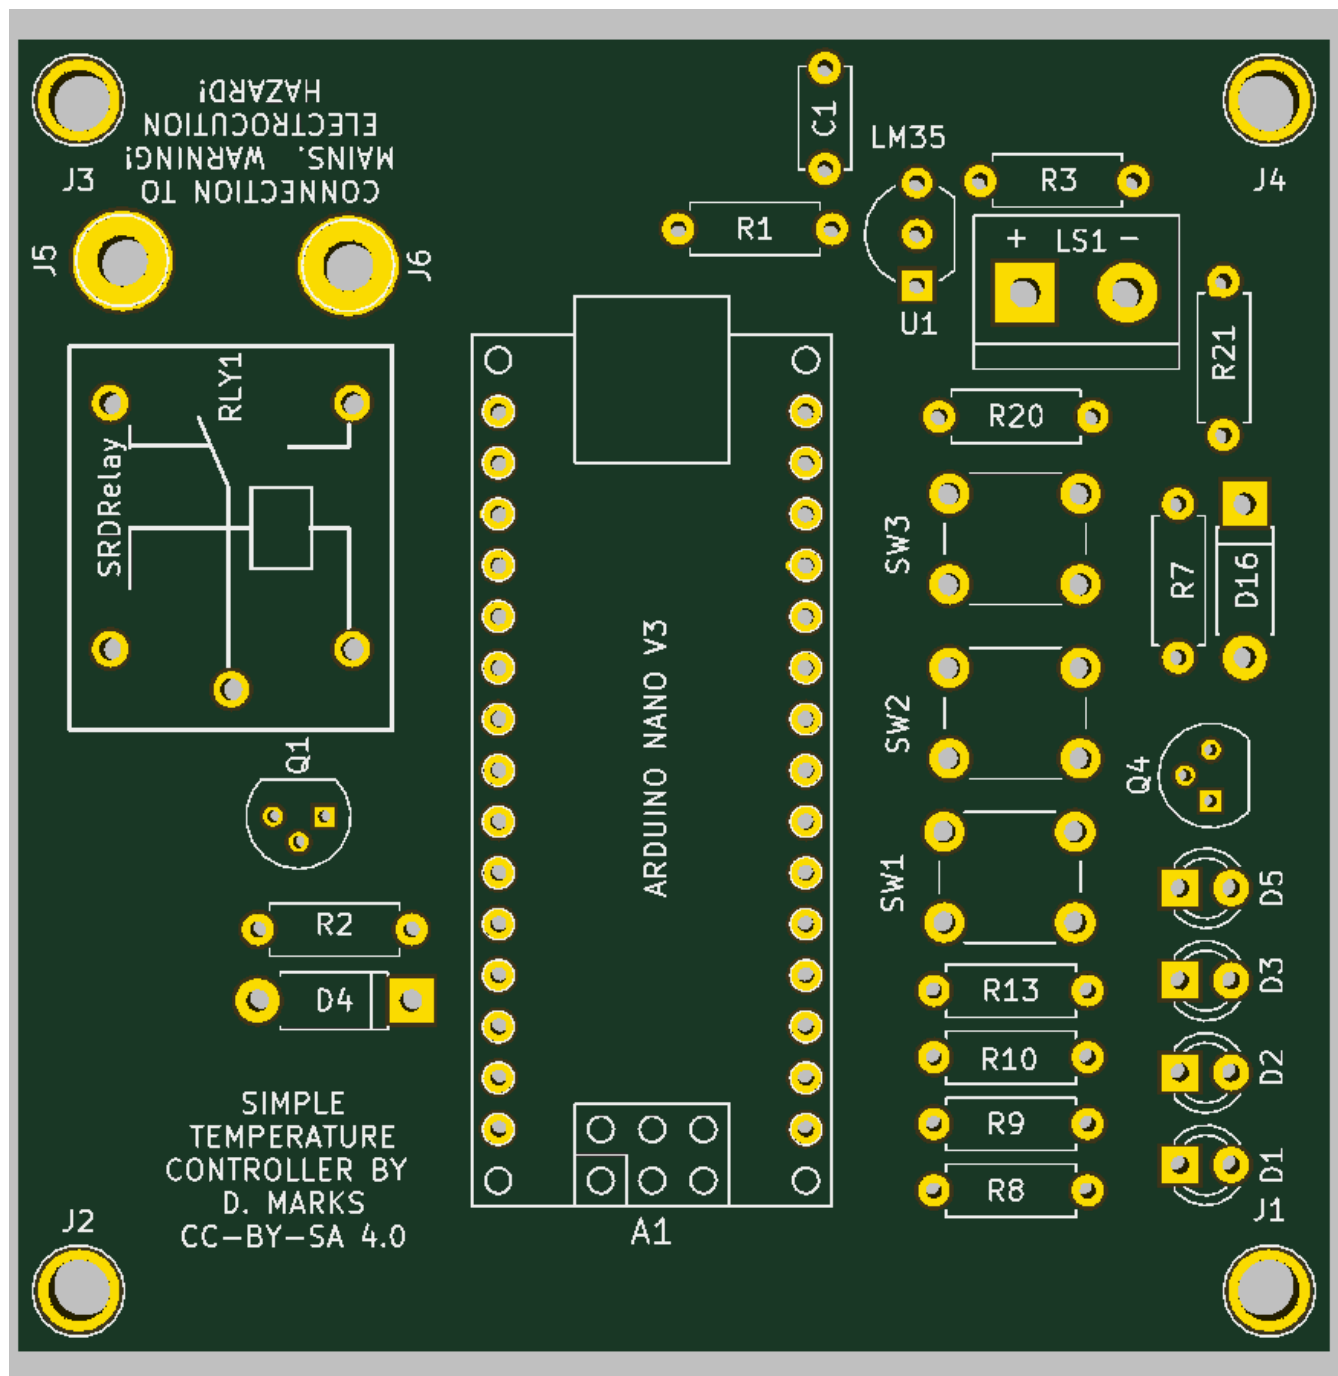 CONNECTION TO
MAINS. WARNING!
ELECTROCUTION
HAZARD!
J3
J4
J5
J6
C1
LM35
R3
R1
+ LS1 -
U1
R21
RLY1
SRDRelay
R20
SW3
R7
D16
ARDUINO NANO V3
SW2
Q1
Q4
SW1
R2
D5
D4
R13
D3
R10
D2
SIMPLE
TEMPERATURE
CONTROLLER BY
D. MARKS
CC-BY-SA 4.0
R9
R8
D1
J2
A1
J1